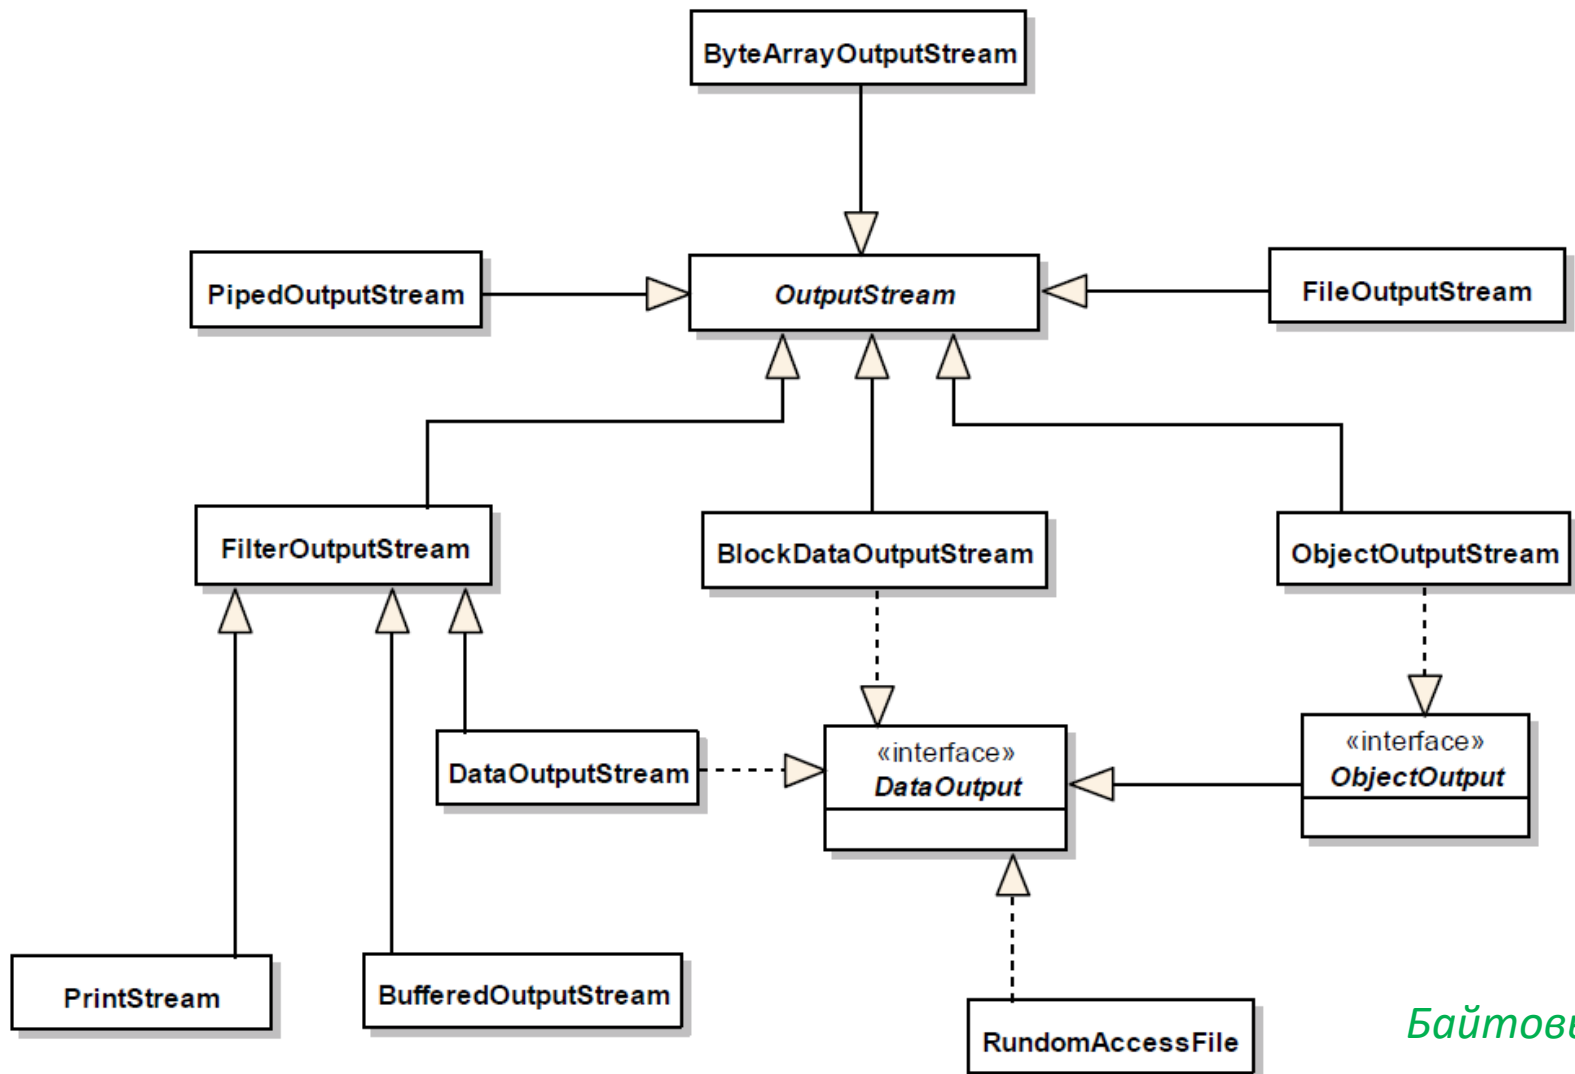 ByteArrayOutputStream
PipedOutputStream
OutputStream
FileOutputStream
FilterOutputStream
BlockDataOutputStream
ObjectOutputStream
DataOutputStream
«interface»
DataOutput
«interface»
ObjectOutput
PrintStream
BufferedOutputStream
RundomAccessFile